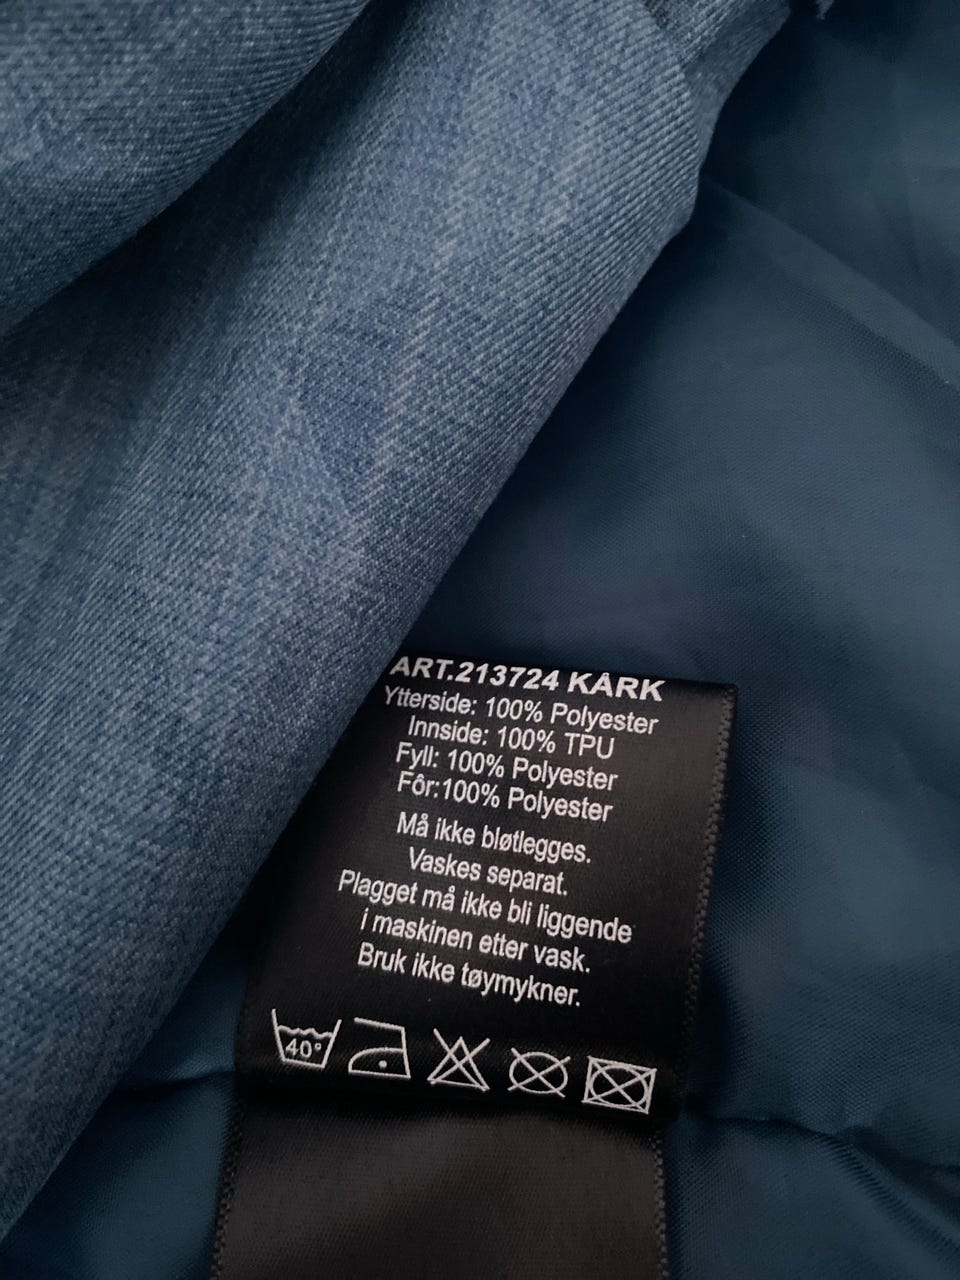 ART.213724 KÅRK
Ytterside: 100% Polyester
Innside: 100% TPU
Fyll: 100% Polyester
Fôr:100% Polyester
Må ikke bløtlegges.
Vaskes separat.
Plagget må ikke bli liggende
i maskinen etter vask.
Bruk ikke tøymykner.
40°